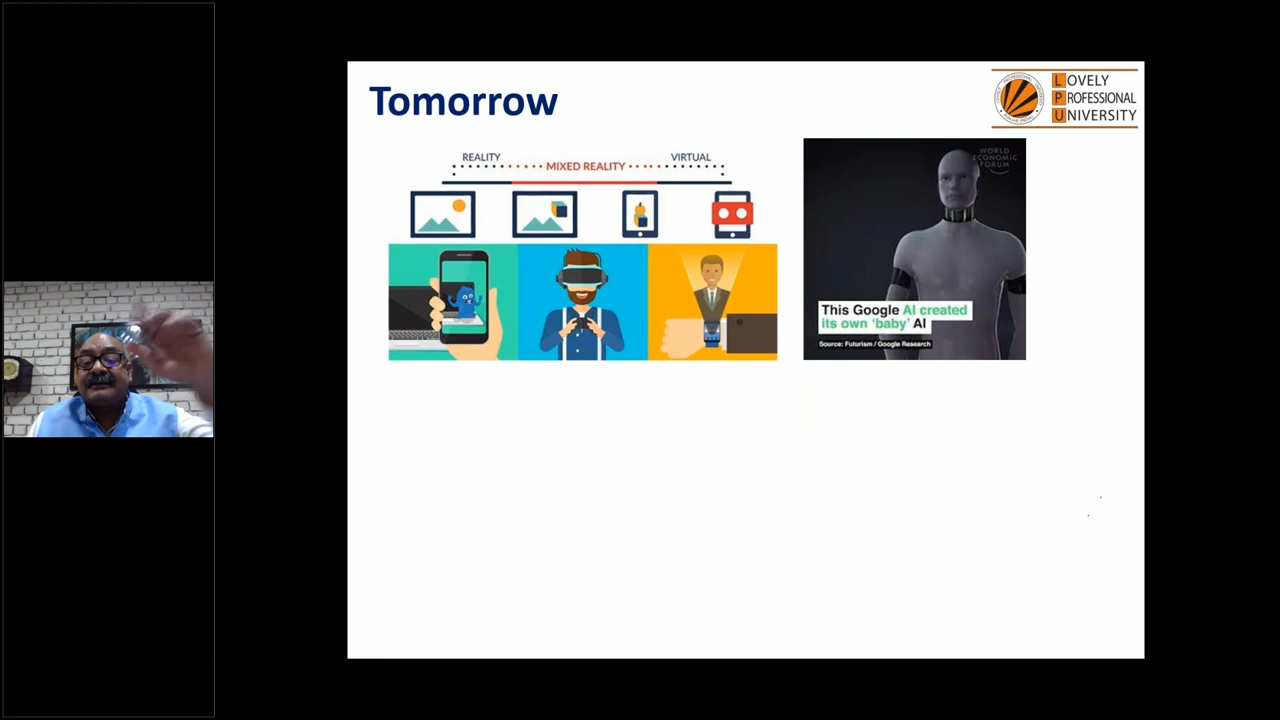 Tomorrow
LOVELY
PROFESSIONAL
UNIVERSITY
REALITY
MIXED REALITY
VIRTUAL
WORLD
ECONOMIC
FORUM
This Google AI created
its own 'baby' AI
Source: Futurism / Google Research